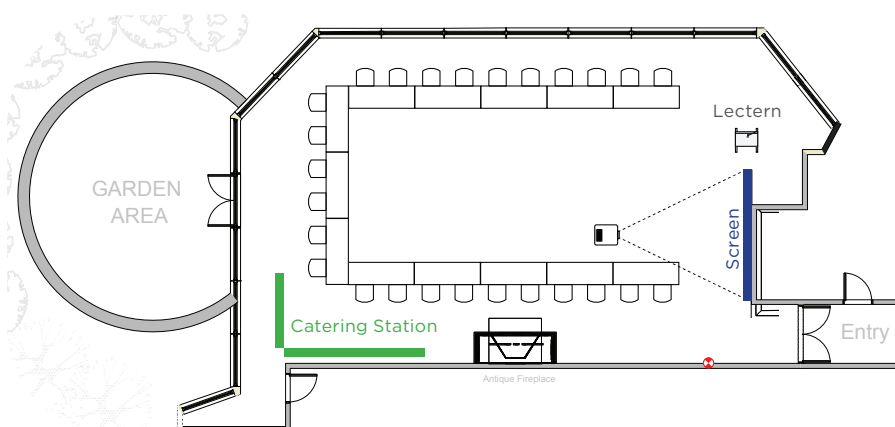 Lectern
GARDEN
AREA
Screen
Catering Station
Entry
Antique Fireplace